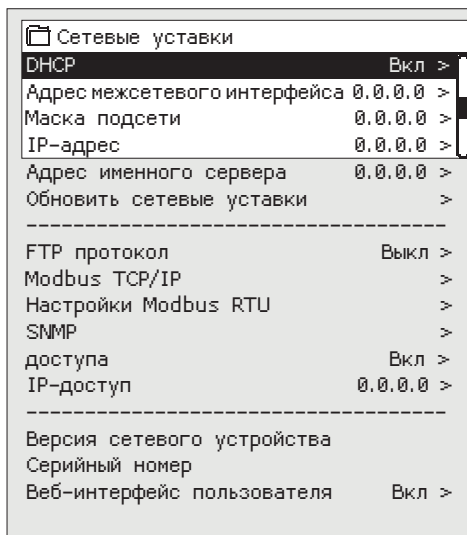 Сетевые уставки
DHCP Вкл >
Адрес межсетевого интерфейса 0.0.0.0 >
Маска подсети 0.0.0.0 >
IP-адрес 0.0.0.0 >
Адрес именного сервера 0.0.0.0 >
Обновить сетевые уставки >
------------------------------------
FTP протокол Выкл >
Modbus TCP/IP >
Настройки Modbus RTU >
SNMP >
доступа Вкл >
IP-доступ 0.0.0.0 >
------------------------------------
Версия сетевого устройства
Серийный номер
Веб-интерфейс пользователя Вкл >